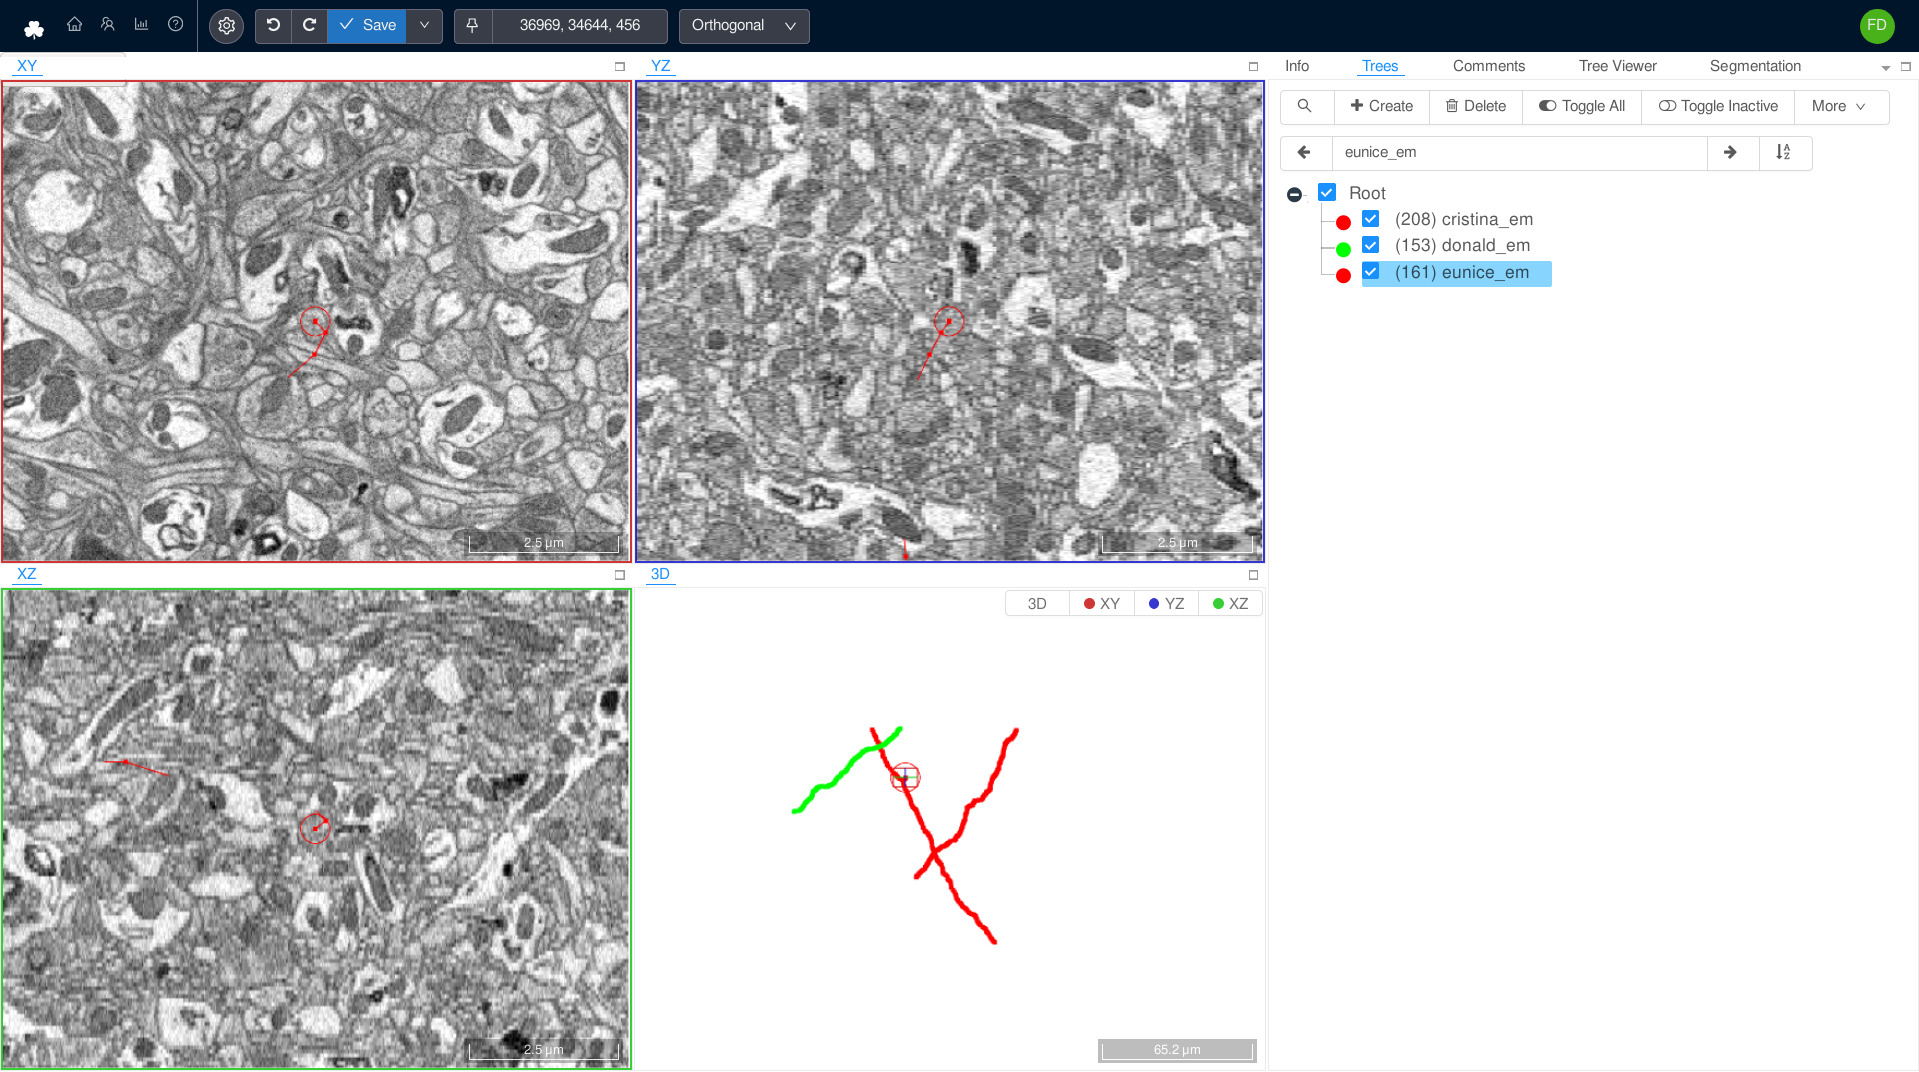 Save
36969, 34644, 456
Orthogonal
FD
XY
YZ
Info
Trees
Comments
Tree Viewer
Segmentation
Create
Delete
Toggle All
Toggle Inactive
More
eunice_em
Root
(208) cristina_em
(153) donald_em
(161) eunice_em
2.5 µm
2.5 µm
XZ
3D
3D
XY
YZ
XZ
2.5 µm
65.2 µm